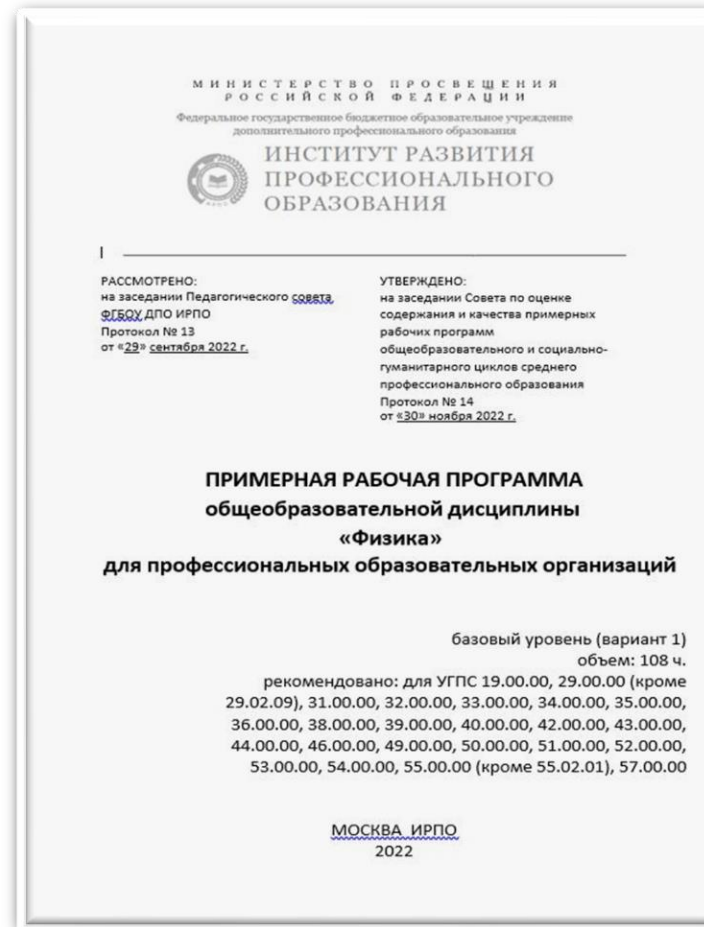 МИНИСТЕРСТВО ПРОСВЕЩЕНИЯ
РОССИЙСКОЙ ФЕДЕРАЦИИ
Федеральное государственное бюджетное образовательное учреждение
дополнительного профессионального образования
ИНСТИТУТ РАЗВИТИЯ
ПРОФЕССИОНАЛЬНОГО
ОБРАЗОВАНИЯ
РАССМОТРЕНО:
на заседании Педагогического совета
ФГБОУ ДПО ИРПО
Протокол № 13
от «29» сентября 2022 г.
УТВЕРЖДЕНО:
на заседании Совета по оценке
содержания и качества примерных
рабочих программ
общеобразовательного и социально-
гуманитарного циклов среднего
профессионального образования
Протокол № 14
от «30» ноября 2022 г.
ПРИМЕРНАЯ РАБОЧАЯ ПРОГРАММА
общеобразовательной дисциплины
«Физика»
для профессиональных образовательных организаций
базовый уровень (вариант 1)
объем: 108 ч.
рекомендовано: для УГПС 19.00.00, 29.00.00 (кроме
29.02.09), 31.00.00, 32.00.00, 33.00.00, 34.00.00, 35.00.00,
36.00.00, 38.00.00, 39.00.00, 40.00.00, 42.00.00, 43.00.00,
44.00.00, 46.00.00, 49.00.00, 50.00.00, 51.00.00, 52.00.00,
53.00.00, 54.00.00, 55.00.00 (кроме 55.02.01), 57.00.00
МОСКВА ИРПО
2022